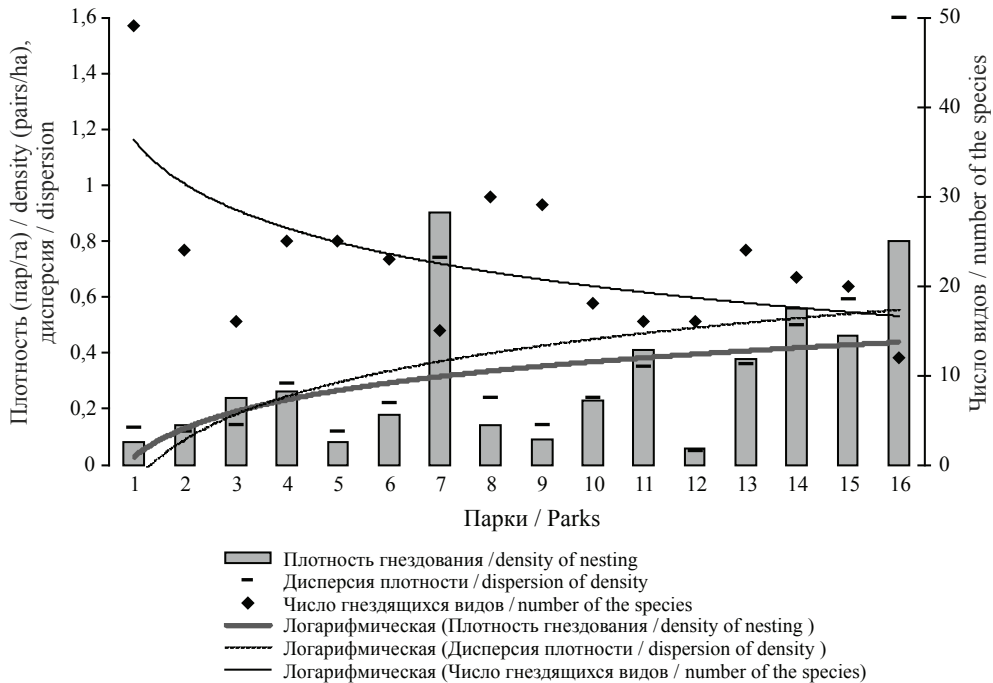 Плотность (пар/га) / density (pairs/ha),
дисперсия / dispersion
1,6
1,4
1,2
1
0,8
0,6
0,4
0,2
0
50
40
30
20
10
0
Число видов / number of the species
1 2 3 4 5 6 7 8 9 10 11 12 13 14 15 16
Парки / Parks
Плотность гнездования / density of nesting
Дисперсия плотности / dispersion of density
Число гнездящихся видов / number of the species
Логарифмическая (Плотность гнездования / density of nesting )
Логарифмическая (Дисперсия плотности / dispersion of density )
Логарифмическая (Число гнездящихся видов / number of the species)